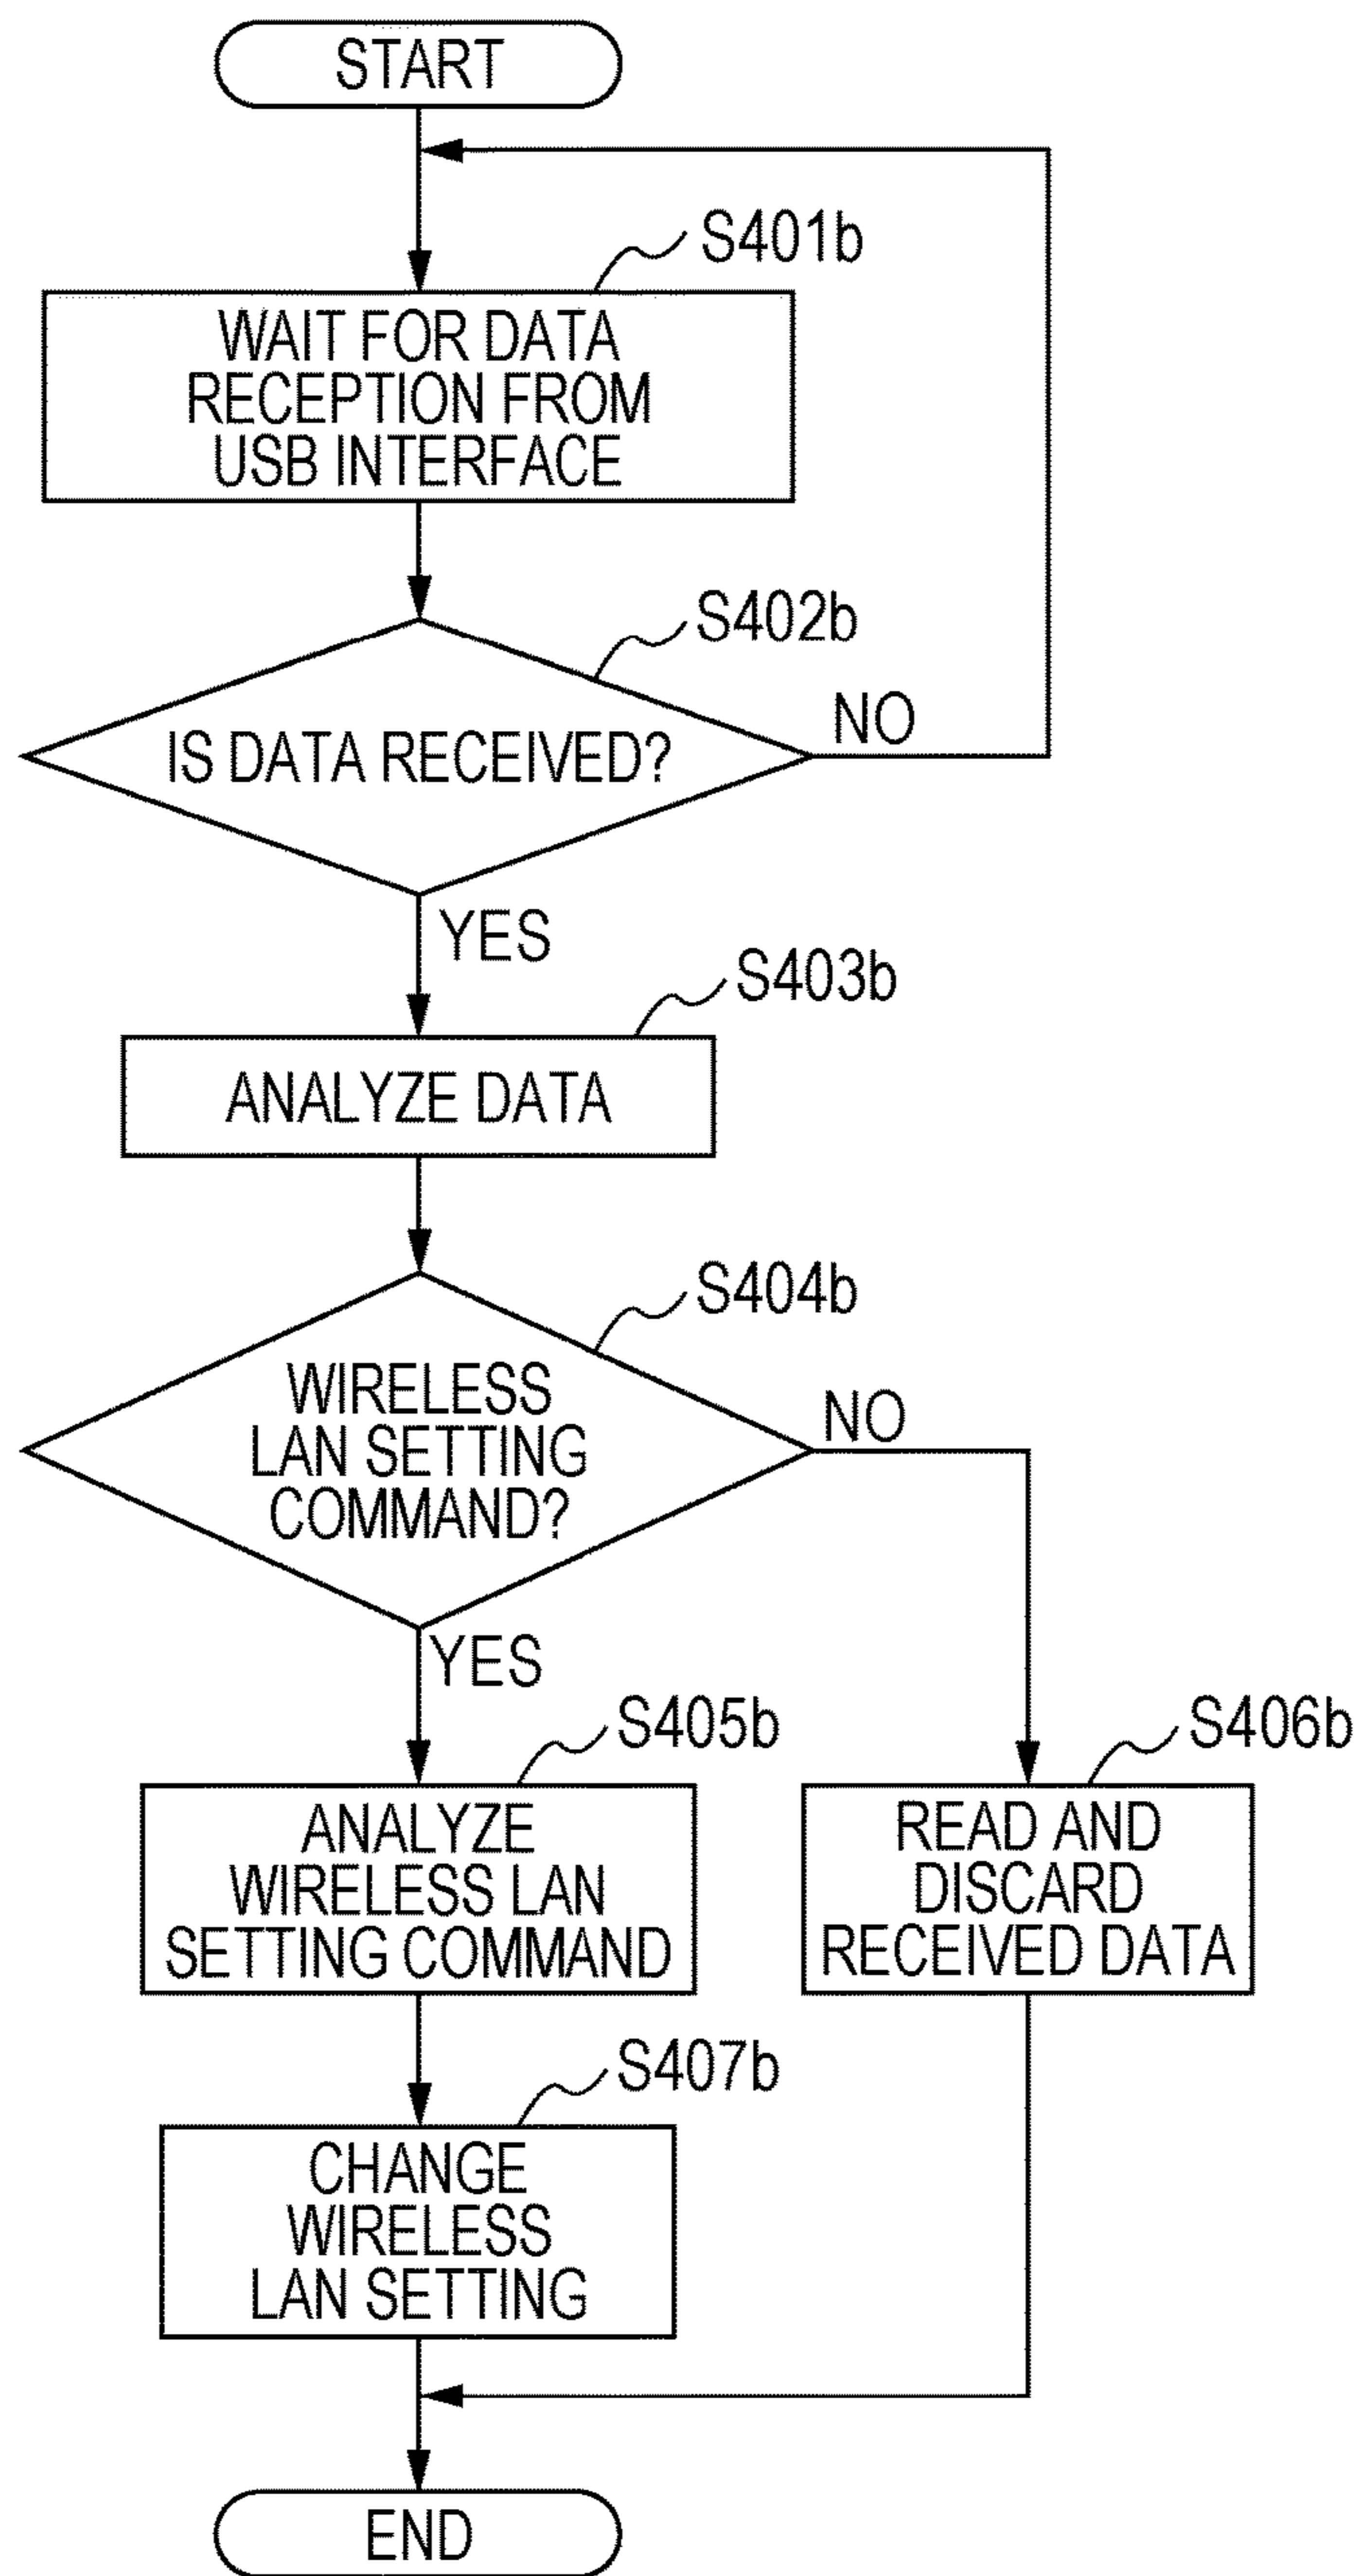 START
S401b
WAIT FOR DATA
RECEPTION FROM
USB INTERFACE
S402b
IS DATA RECEIVED?
NO
YES
S403b
ANALYZE DATA
S404b
WIRELESS
LAN SETTING
COMMAND?
NO
YES
S405b
ANALYZE
WIRELESS LAN
SETTING COMMAND
S406b
READ AND
DISCARD
RECEIVED DATA
S407b
CHANGE
WIRELESS
LAN SETTING
END